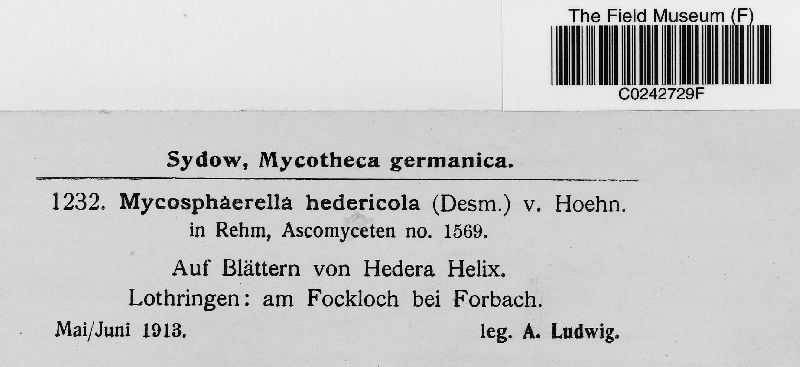 The Field Museum (F)
C0242729F
Sydow, Mycotheca germanica.
1232. Mycosphaerella hedericola (Desm.) v. Hoehn.
in Rehm, Ascomyceten no. 1569.
Auf Blättern von Hedera Helix.
Lothringen: am Fockloch bei Forbach.
Mai/Juni 1913. leg. A. Ludwig.